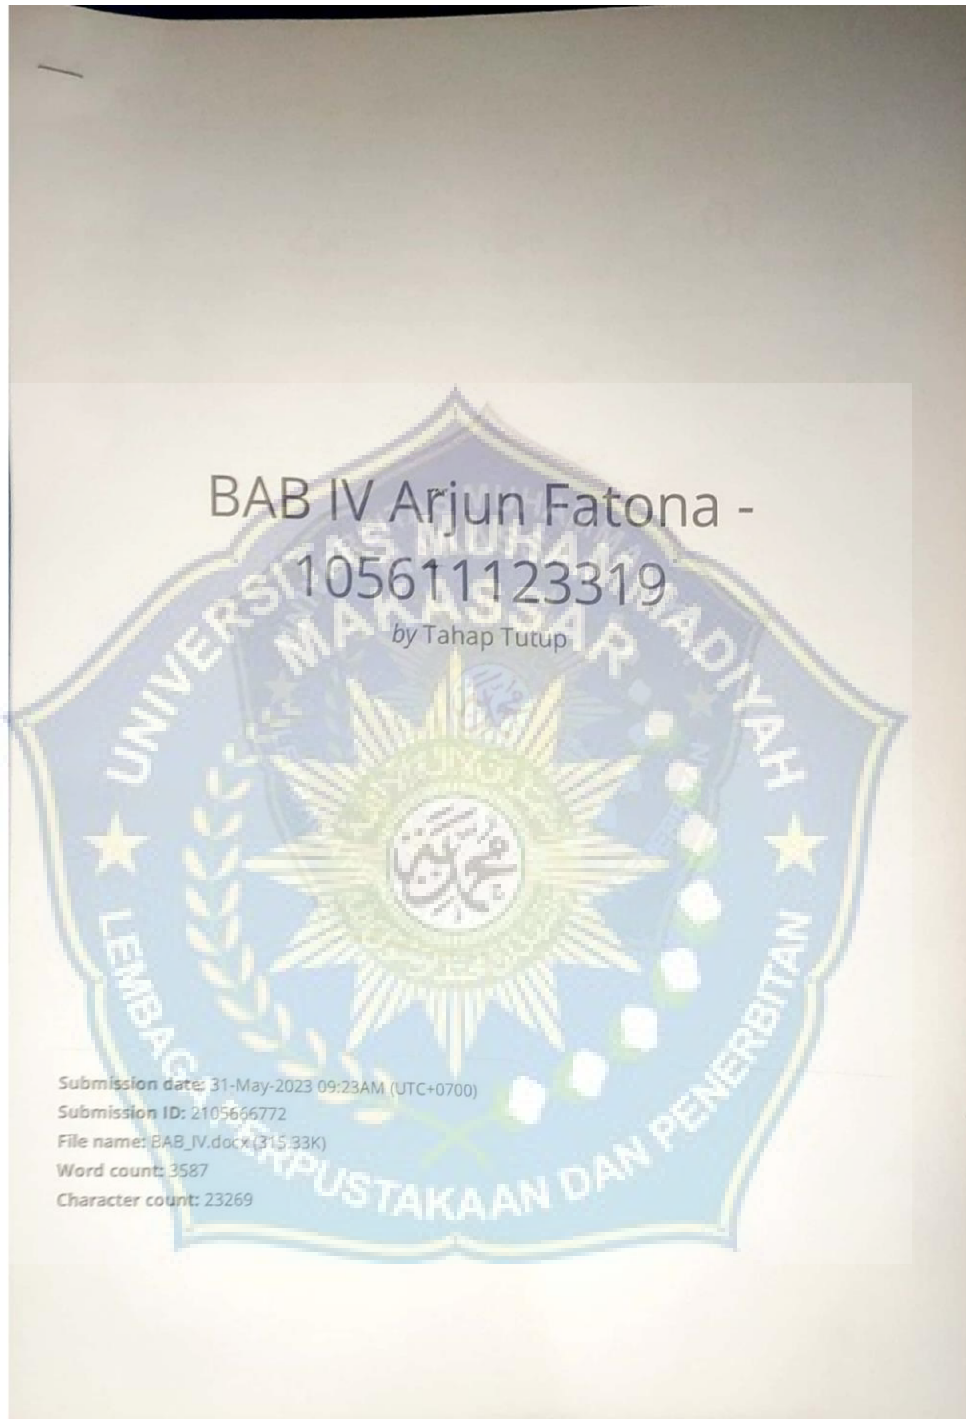 BAB IV Arjun Fatona -
105611123319
by Tahap Tutup
UNIVERSITAS MUHAMMADIYAH
MAKASSAR
محمدية
LEMBAGA PERPUSTAKAAN DAN PENERBITAN
Submission date: 31-May-2023 09:23AM (UTC+0700)
Submission ID: 2105666772
File name: BAB_IV.docx (315.33K)
Word count: 3587
Character count: 23269